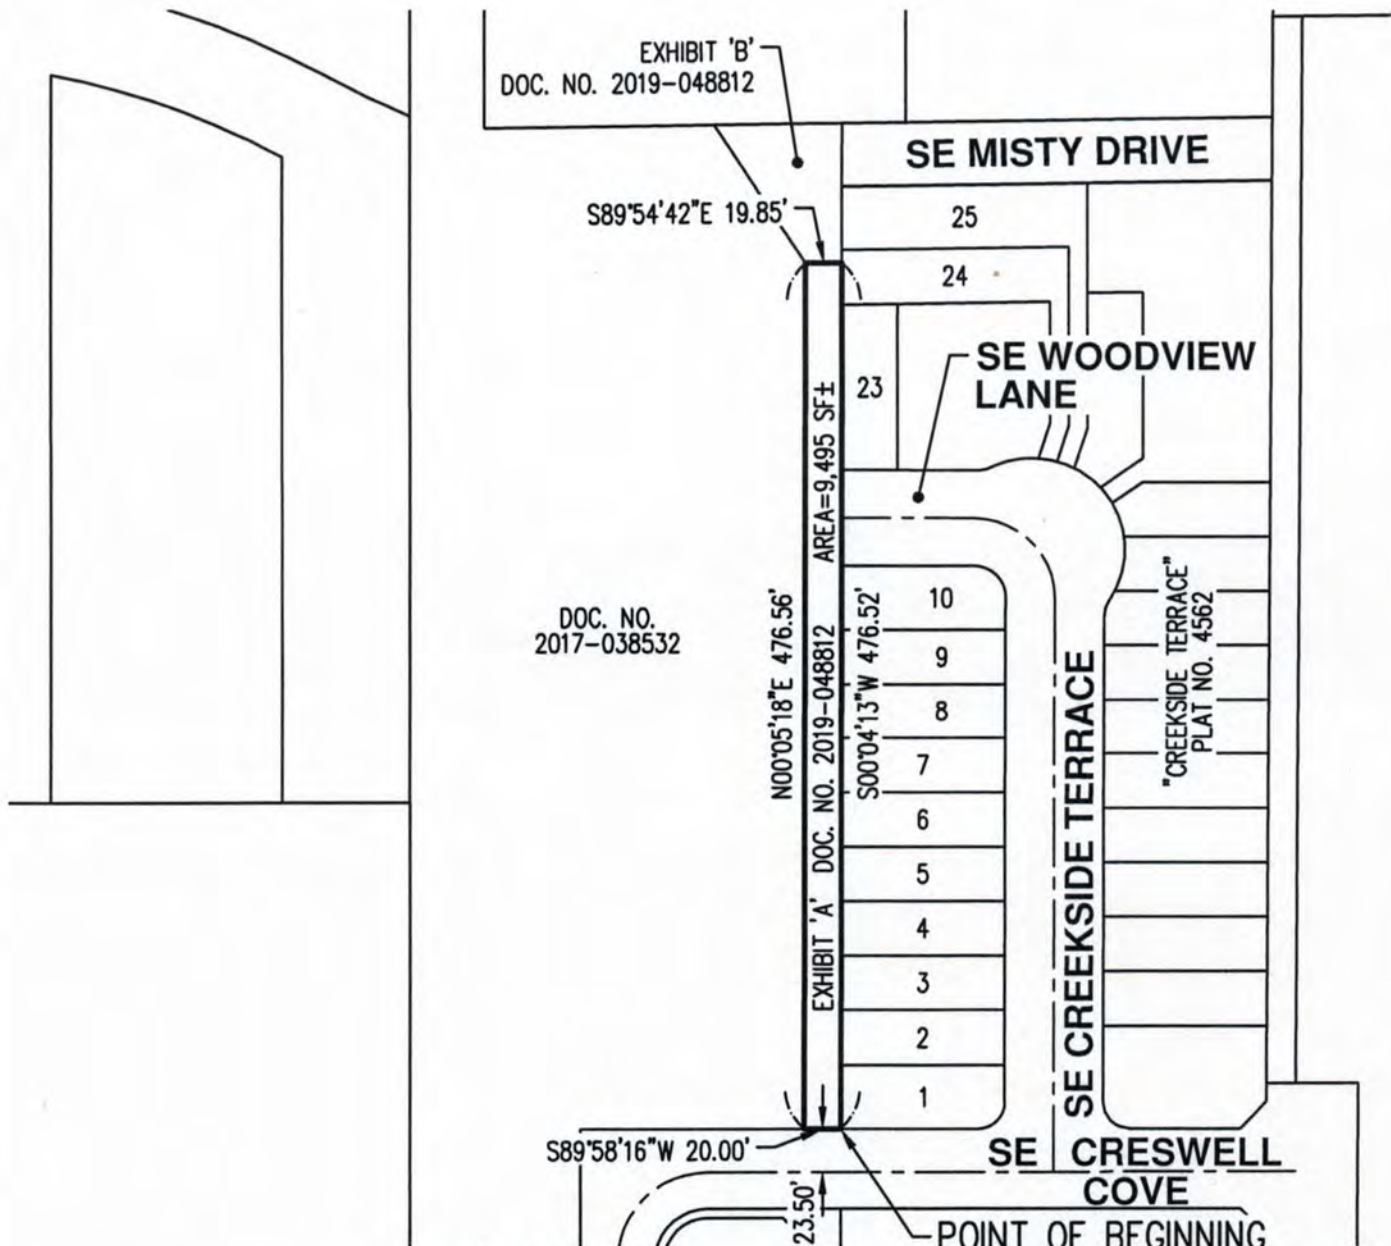 EXHIBIT 'B'
DOC. NO. 2019-048812
SE MISTY DRIVE
S89°54'42"E 19.85'
25
24
23
SE WOODVIEW
LANE
AREA=9,495 SF±
DOC. NO.
2017-038532
N00°05'18"E 476.56'
EXHIBIT 'A' DOC. NO. 2019-048812
S00°04'13"W 476.52'
10
9
8
7
6
5
4
3
2
1
SE CREEKSIDE TERRACE
"CREEKSIDE TERRACE"
PLAT NO. 4562
S89°58'16"W 20.00'
SE CRESWELL
COVE
23.50'
POINT OF BEGINNING